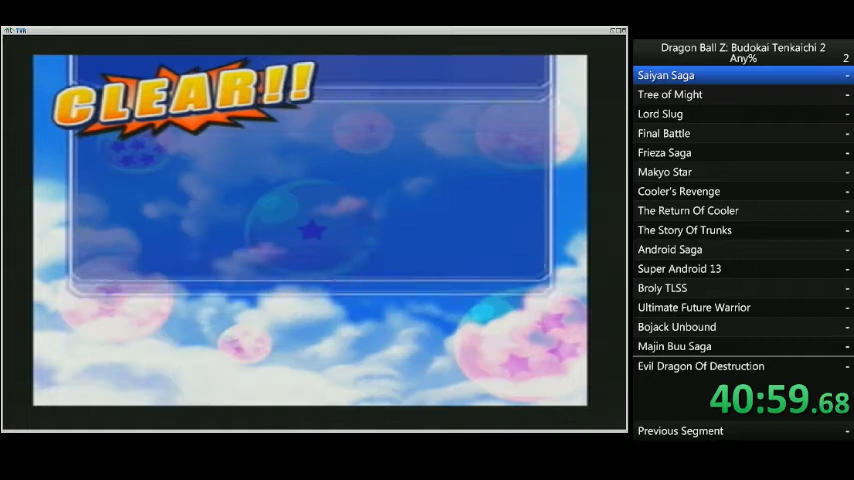 TVR
CLEAR!!
Dragon Ball Z: Budokai Tenkaichi 2
Any% 2
Saiyan Saga -
Tree of Might -
Lord Slug -
Final Battle -
Frieza Saga -
Makyo Star -
Cooler's Revenge -
The Return Of Cooler -
The Story Of Trunks -
Android Saga -
Super Android 13 -
Broly TLSS -
Ultimate Future Warrior -
Bojack Unbound -
Majin Buu Saga -
Evil Dragon Of Destruction -
40:59.68
Previous Segment -